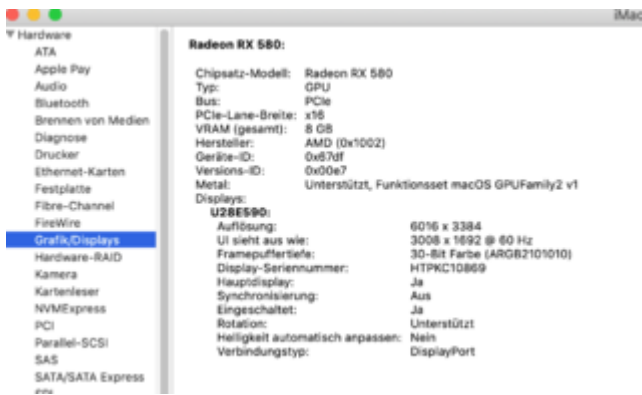 iMac
Hardware
ATA
Apple Pay
Audio
Bluetooth
Brennen von Medien
Diagnose
Drucker
Ethernet-Karten
Festplatte
Fibre-Channel
FireWire
Grafik/Displays
Hardware-RAID
Kamera
Kartenleser
NVMExpress
PCI
Parallel-SCSI
SAS
SATA/SATA Express
Radeon RX 580:
Chipsatz-Modell: Radeon RX 580
Typ: GPU
Bus: PCIe
PCIe-Lane-Breite: x16
VRAM (gesamt): 8 GB
Hersteller: AMD (0x1002)
Geräte-ID: 0x67df
Versions-ID: 0x00e7
Metal: Unterstützt, Funktionsset macOS GPUFamily2 v1
Displays:
U28E590:
Auflösung: 6016 x 3384
UI sieht aus wie: 3008 x 1692 @ 60 Hz
Framepuffertiefe: 30-Bit Farbe (ARGB2101010)
Display-Seriennummer: HTPKC10869
Hauptdisplay: Ja
Synchronisierung: Aus
Eingeschaltet: Ja
Rotation: Unterstützt
Helligkeit automatisch anpassen: Nein
Verbindungstyp: DisplayPort